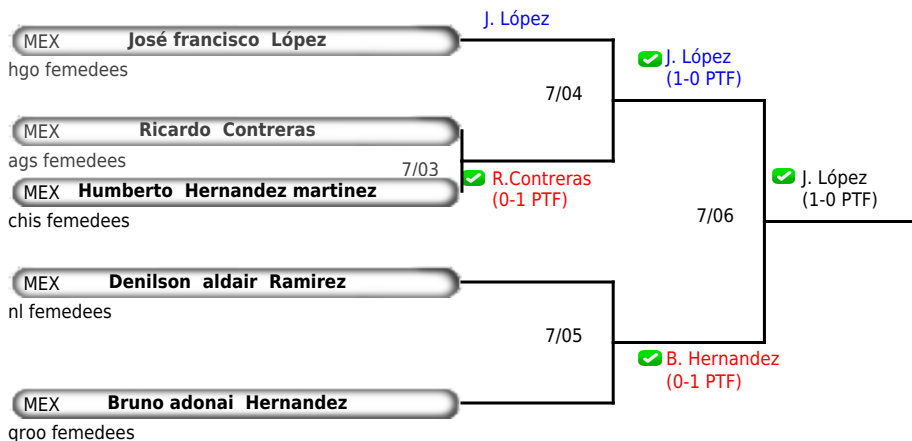 J. López
MEX José francisco López
hgo femedees
J. López
(1-0 PTF)
7/04
MEX Ricardo Contreras
ags femedees
7/03
R.Contreras
(0-1 PTF)
MEX Humberto Hernandez martinez
chis femedees
J. López
(1-0 PTF)
7/06
MEX Denilson aldair Ramirez
nl femedees
7/05
B. Hernandez
(0-1 PTF)
MEX Bruno adonai Hernandez
qroo femedees